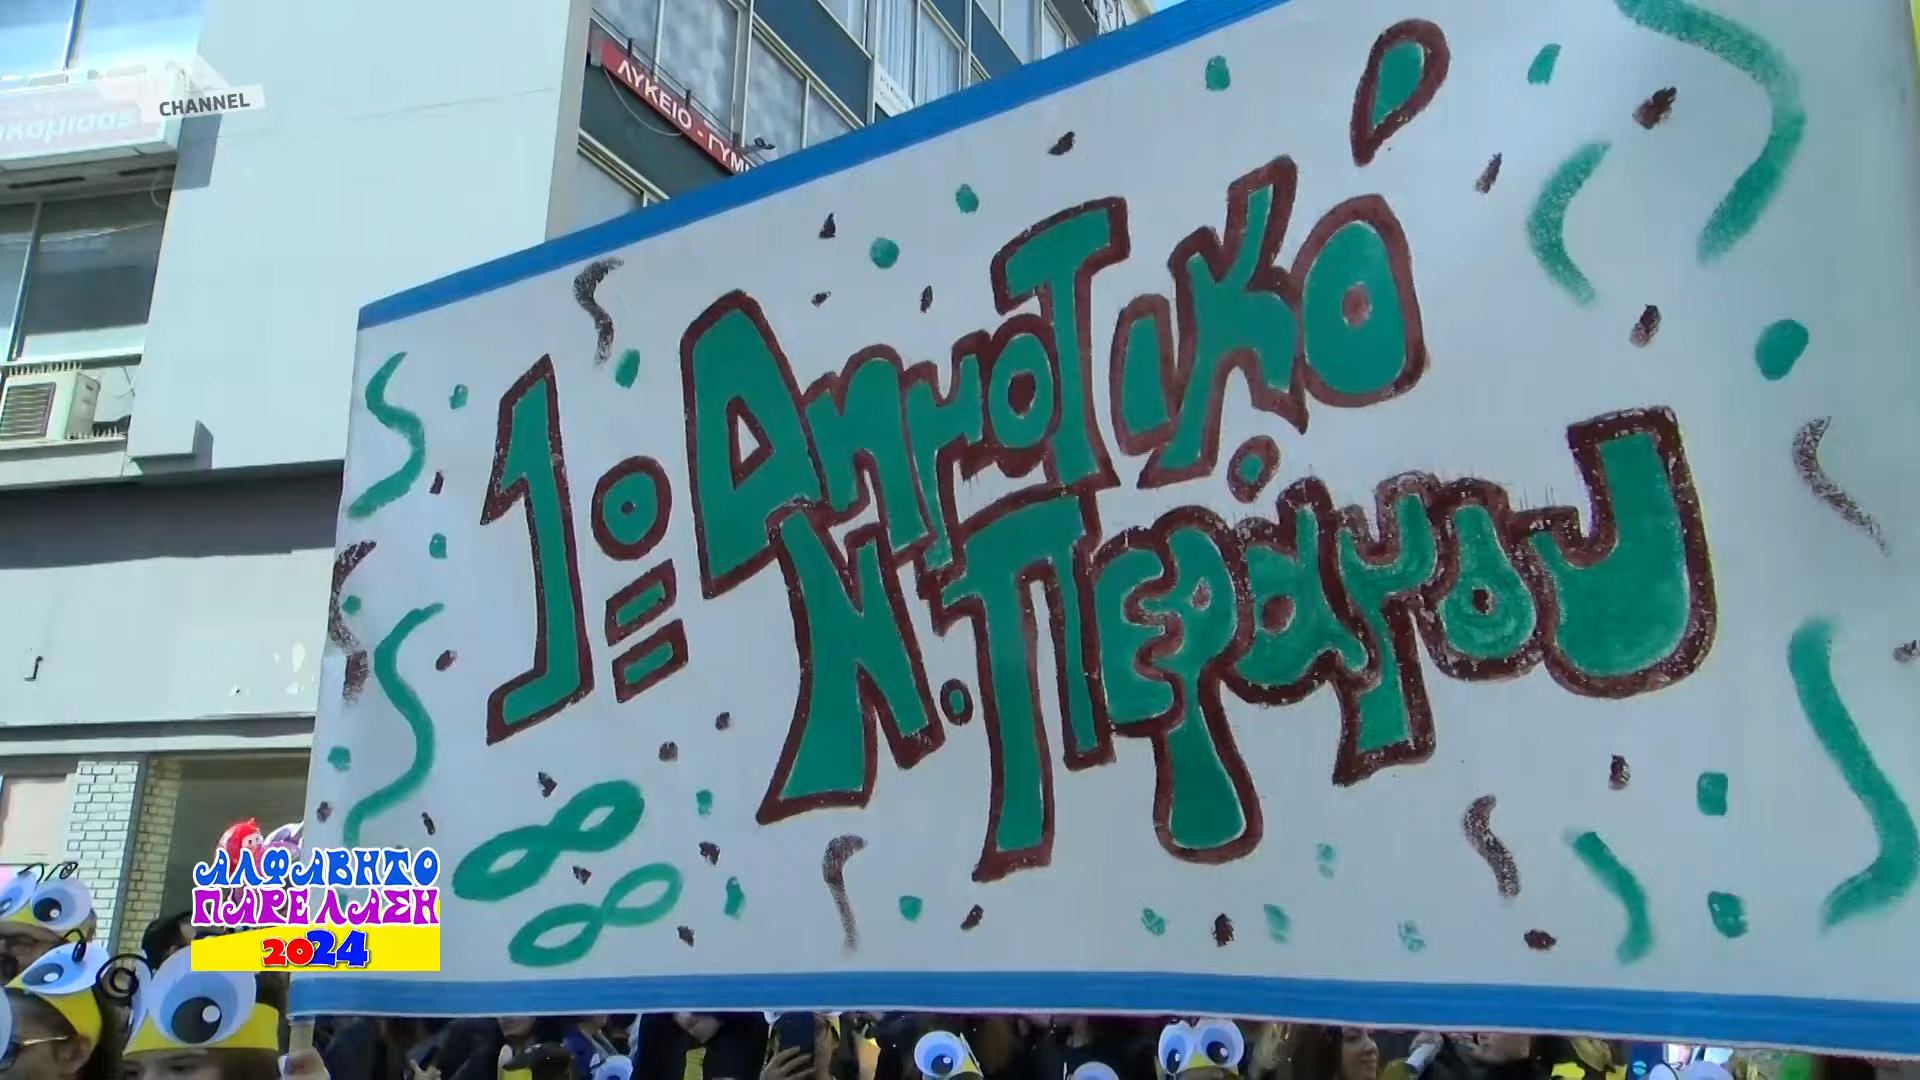 CHANNEL
ΛΥΚΕΙΟ - ΓΥΜ
1ο Δημοτικό
Ν. Περάμου
ΑΛΦΑΒΗΤΟ
ΠΑΡΕΛΑΣΗ
2024